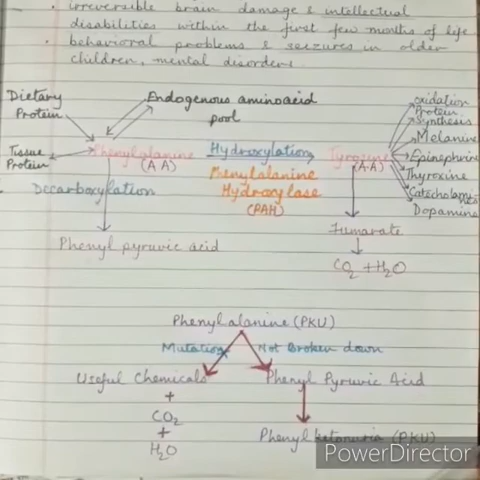 irreversible brain damage & intellectual
disabilities within the first few months of life
• behavioral problems & seizures in older
children, mental disorders
Dietary Protein
Endogenous aminoacid pool
Tissue Protein
Phenylalanine (AA)
Hydroxylation
Phenylalanine Hydroxylase (PAH)
Tyrosine (AA)
oxidation
Protein Synthesis
Melanine
Epinephrine
Thyroxine
Catecholamines
Dopamine
Decarboxylation
Phenyl pyruvic acid
Fumarate
CO2 + H2O
Phenylalanine (PKU)
Mutation
Not Broken down
Useful Chemicals
Phenyl Pyruvic Acid
+
CO2
+
H2O
Phenylketonuria (PKU)
PowerDirector